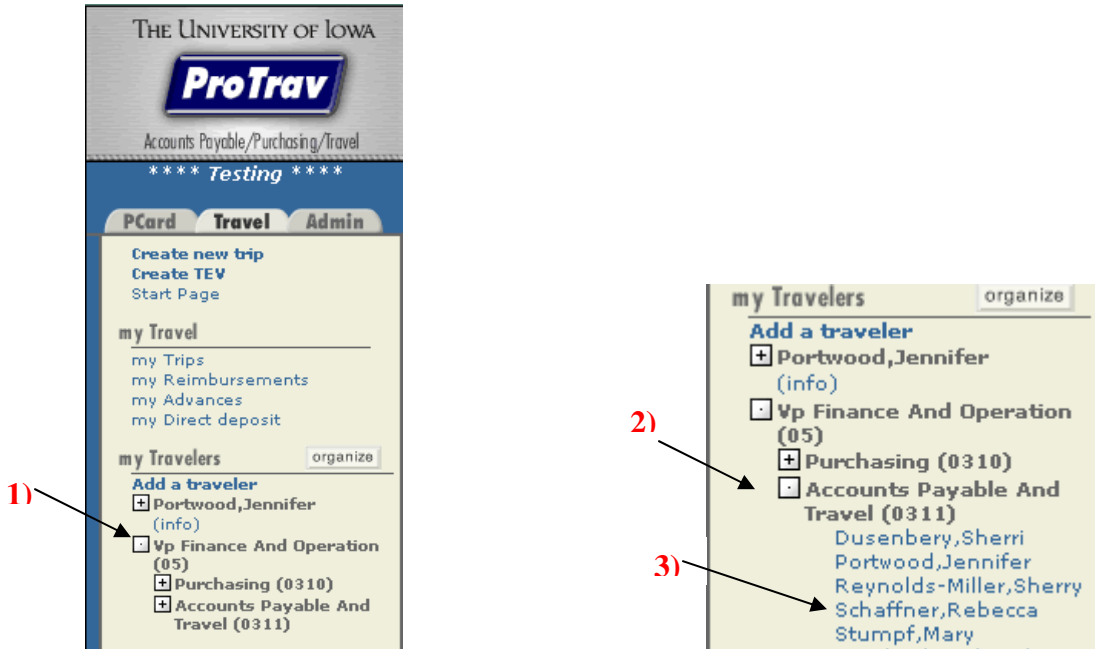 THE UNIVERSITY OF IOWA
ProTrav
Accounts Payable/Purchasing/Travel
**** Testing ****
PCard Travel Admin
Create new trip
Create TEV
Start Page
my Travel
my Trips
my Reimbursements
my Advances
my Direct deposit
my Travelers organize
Add a traveler
+ Portwood,Jennifer
(info)
1)
Vp Finance And Operation
(05)
+ Purchasing (0310)
+ Accounts Payable And
Travel (0311)
my Travelers organize
Add a traveler
+ Portwood,Jennifer
(info)
Vp Finance And Operation
(05)
2)
+ Purchasing (0310)
Accounts Payable And
Travel (0311)
Dusenbery,Sherri
Portwood,Jennifer
3)
Reynolds-Miller,Sherry
Schaffner,Rebecca
Stumpf,Mary